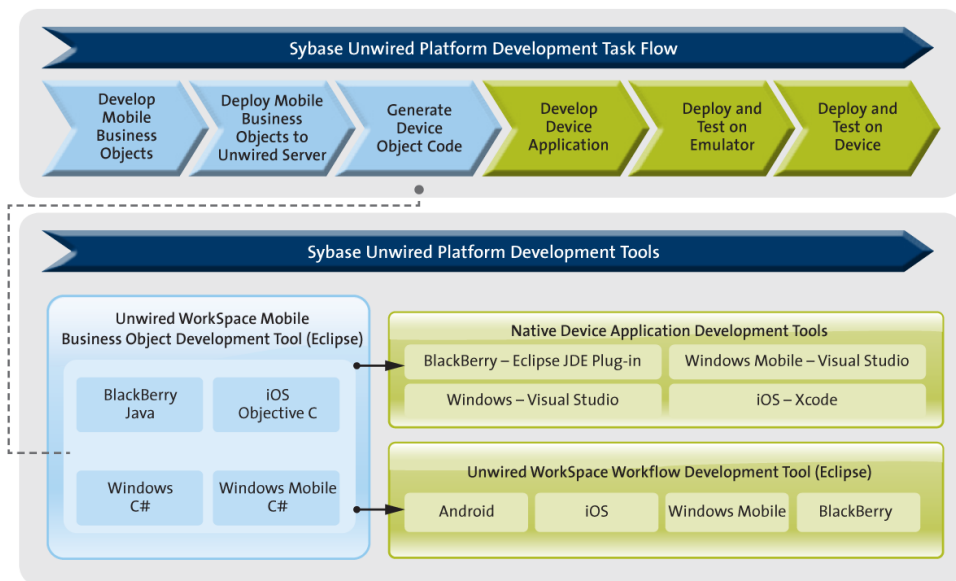 Sybase Unwired Platform Development Task Flow
Develop
Mobile
Business
Objects
Deploy Mobile
Business
Objects to
Unwired Server
Generate
Device
Object Code
Develop
Device
Application
Deploy and
Test on
Emulator
Deploy and
Test on
Device
Sybase Unwired Platform Development Tools
Unwired WorkSpace Mobile
Business Object Development Tool (Eclipse)
BlackBerry
Java
iOS
Objective C
Windows
C#
Windows Mobile
C#
Native Device Application Development Tools
BlackBerry – Eclipse JDE Plug-in
Windows Mobile – Visual Studio
Windows – Visual Studio
iOS – Xcode
Unwired WorkSpace Workflow Development Tool (Eclipse)
Android
iOS
Windows Mobile
BlackBerry